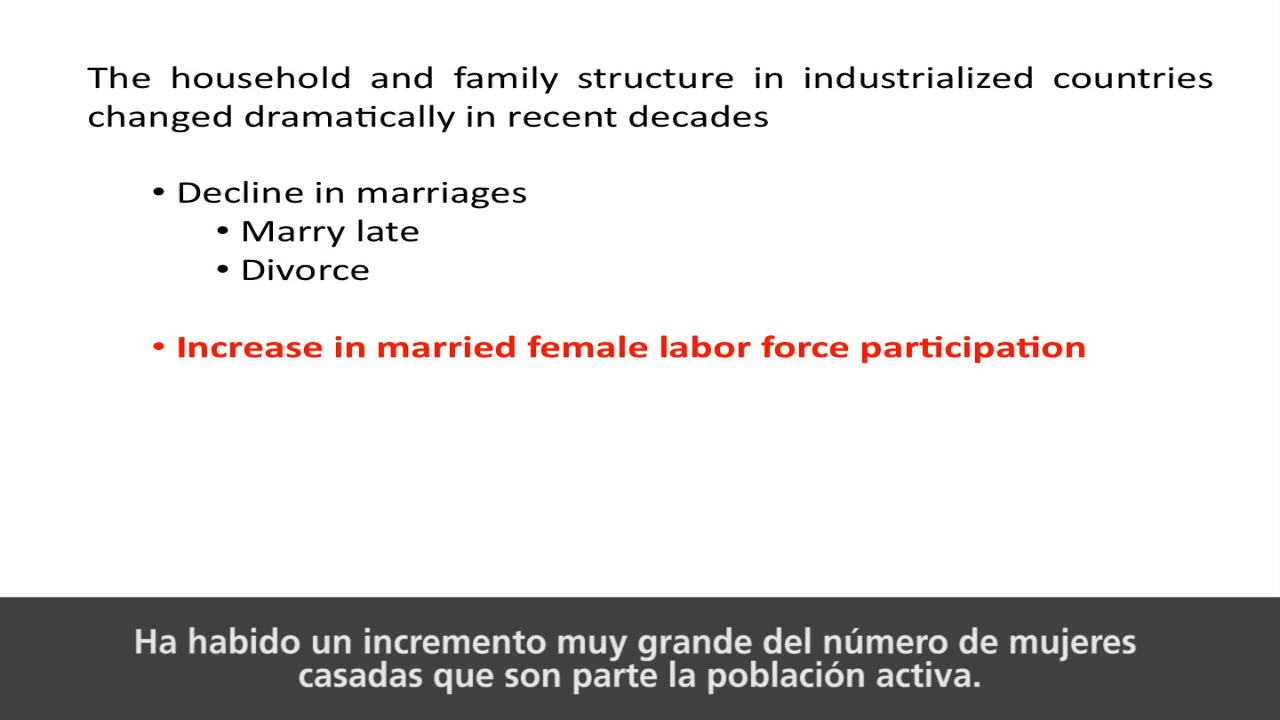 The household and family structure in industrialized countries
changed dramatically in recent decades
• Decline in marriages
• Marry late
• Divorce
• Increase in married female labor force participation
Ha habido un incremento muy grande del número de mujeres
casadas que son parte la población activa.